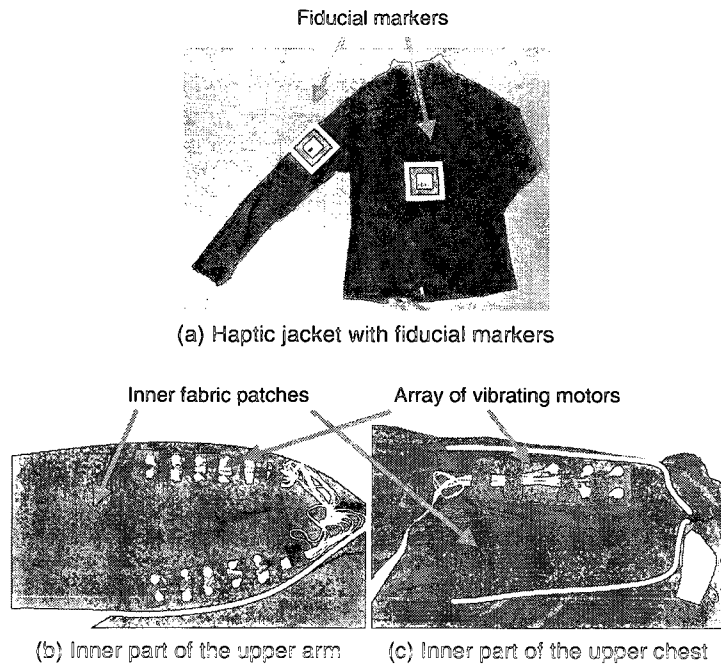 Fiducial markers
(a) Haptic jacket with fiducial markers
Inner fabric patches
Array of vibrating motors
(b) Inner part of the upper arm
(c) Inner part of the upper chest